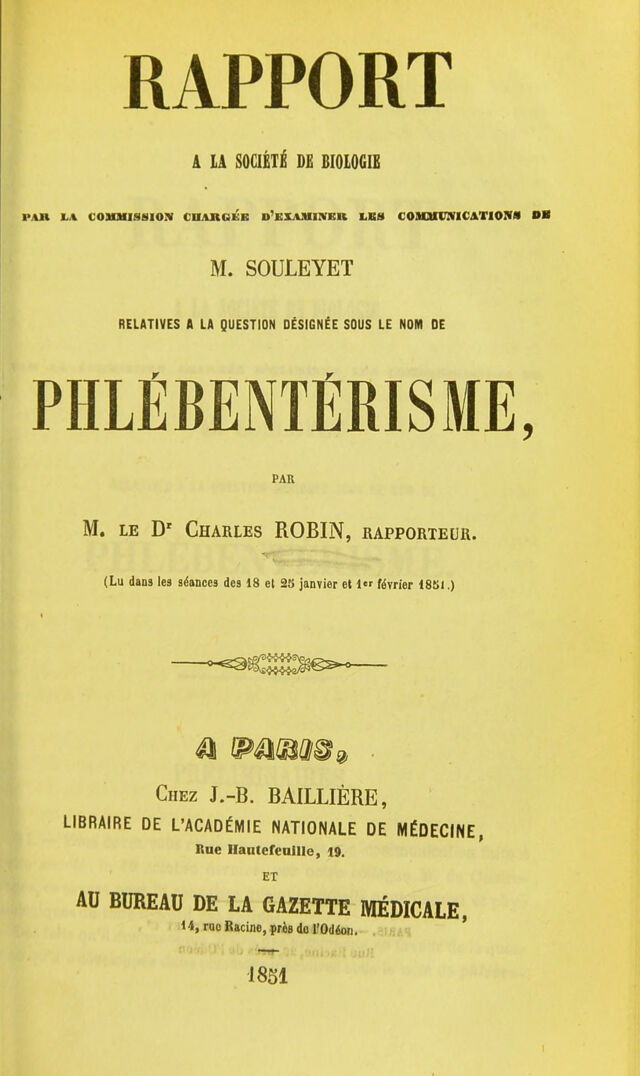 RAPPORT
A LA SOCIÉTÉ DE BIOLOGIE
PAR LA COMMISSION CHARGÉE D'EXAMINER LES COMMUNICATIONS DE
M. SOULEYET
RELATIVES A LA QUESTION DÉSIGNÉE SOUS LE NOM DE
PHLÉBENTÉRISME,
PAR
M. LE Dr CHARLES ROBIN, RAPPORTEUR.
(Lu dans les séances des 18 et 25 janvier et 1er février 1851.)
A PARIS,
CHEZ J.-B. BAILLIÈRE,
LIBRAIRE DE L'ACADÉMIE NATIONALE DE MÉDECINE,
Rue Hautefeuille, 19.
ET
AU BUREAU DE LA GAZETTE MÉDICALE,
14, rue Racine, près de l'Odéon.
1851